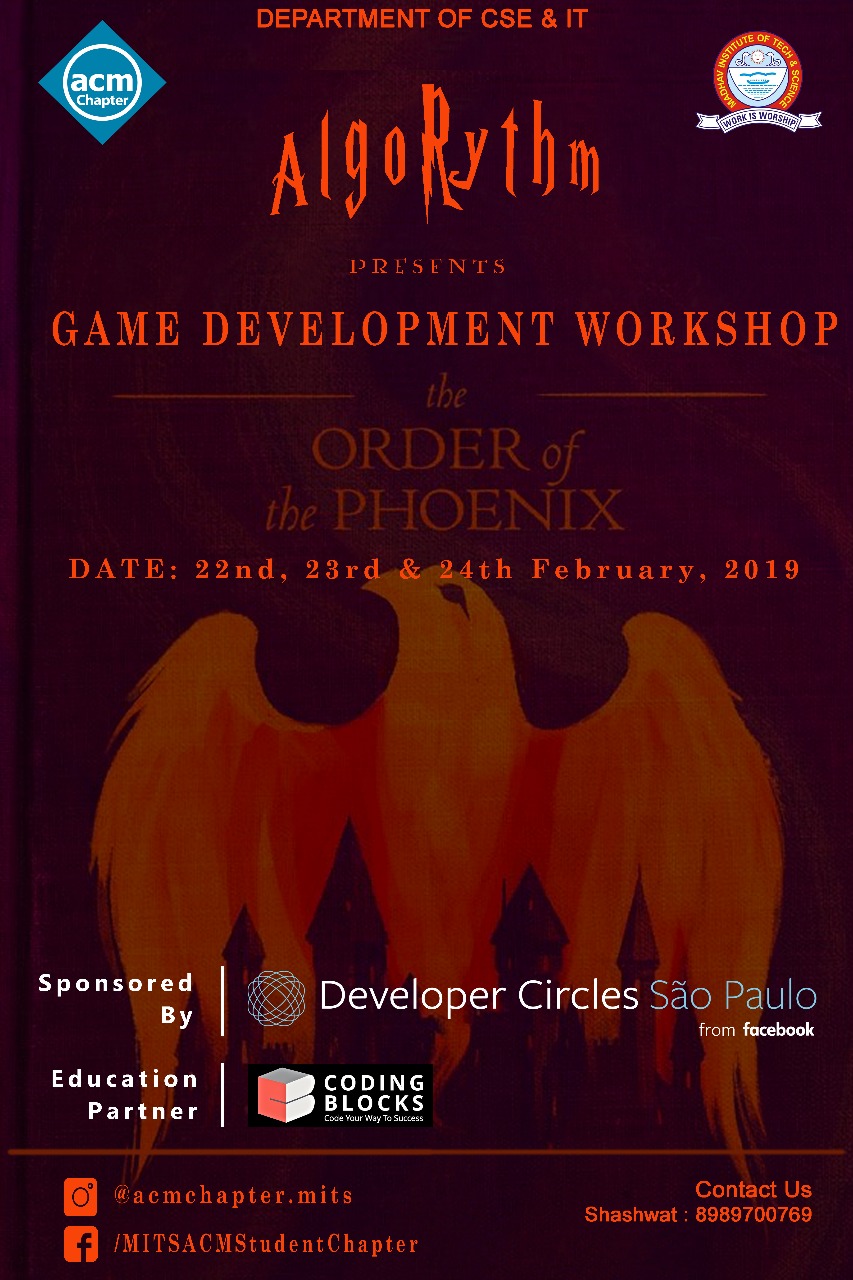 DEPARTMENT OF CSE & IT
acm
Chapter
MADHAV INSTITUTE OF TECH & SCIENCE
WORK IS WORSHIP
AlgoRythm
PRESENTS
GAME DEVELOPMENT WORKSHOP
the
ORDER of
the PHOENIX
DATE: 22nd, 23rd & 24th February, 2019
Sponsored
By
Developer Circles São Paulo
from facebook
Education
Partner
CODING
BLOCKS
Code Your Way To Success
@acmchapter.mits
/MITSACMStudentChapter
Contact Us
Shashwat : 8989700769